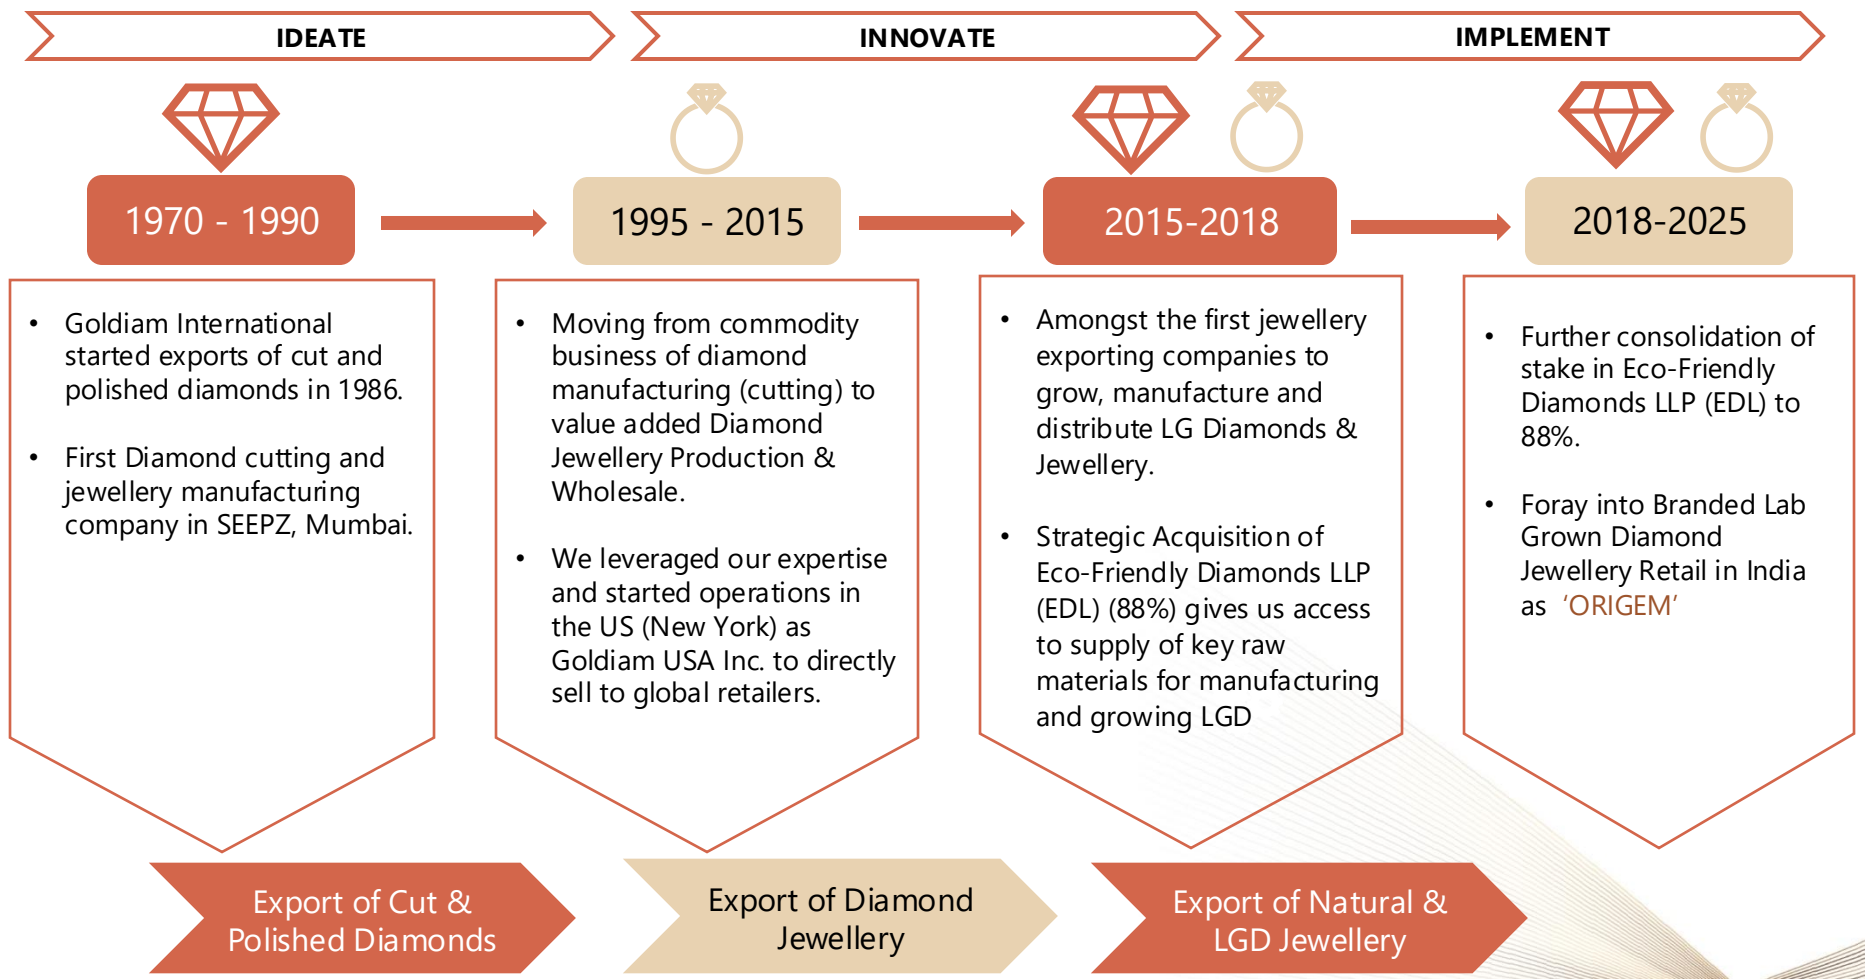 IDEATE
INNOVATE
IMPLEMENT
1970 - 1990
1995 - 2015
2015-2018
2018-2025
• Goldiam International
started exports of cut and
polished diamonds in 1986.
• First Diamond cutting and
jewellery manufacturing
company in SEEPZ, Mumbai.
• Moving from commodity
business of diamond
manufacturing (cutting) to
value added Diamond
Jewellery Production &
Wholesale.
• We leveraged our expertise
and started operations in
the US (New York) as
Goldiam USA Inc. to directly
sell to global retailers.
• Amongst the first jewellery
exporting companies to
grow, manufacture and
distribute LG Diamonds &
Jewellery.
• Strategic Acquisition of
Eco-Friendly Diamonds LLP
(EDL) (88%) gives us access
to supply of key raw
materials for manufacturing
and growing LGD
• Further consolidation of
stake in Eco-Friendly
Diamonds LLP (EDL) to
88%.
• Foray into Branded Lab
Grown Diamond
Jewellery Retail in India
as ‘ORIGEM’
Export of Cut &
Polished Diamonds
Export of Diamond
Jewellery
Export of Natural &
LGD Jewellery